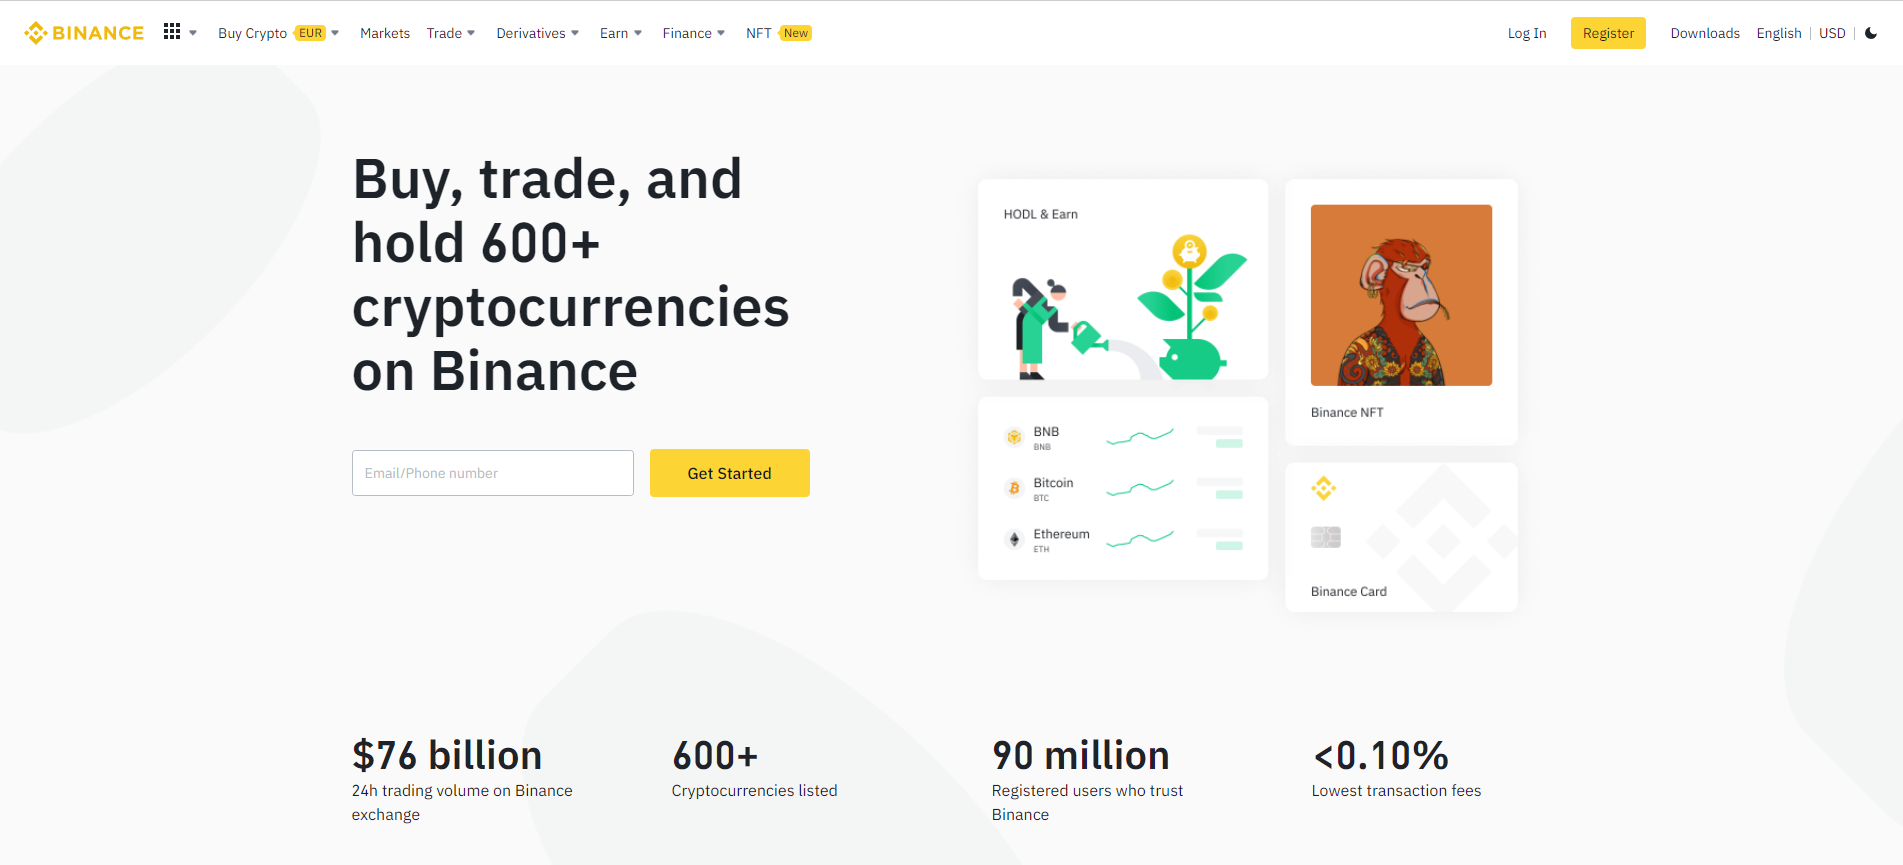 BINANCE
Buy Crypto EUR
Markets
Trade
Derivatives
Earn
Finance
NFT New
Log In
Register
Downloads
English
USD
Buy, trade, and
hold 600+
cryptocurrencies
on Binance
Email/Phone number
Get Started
HODL & Earn
BNB
BNB
Bitcoin
BTC
Ethereum
ETH
Binance NFT
Binance Card
$76 billion
24h trading volume on Binance
exchange
600+
Cryptocurrencies listed
90 million
Registered users who trust
Binance
<0.10%
Lowest transaction fees